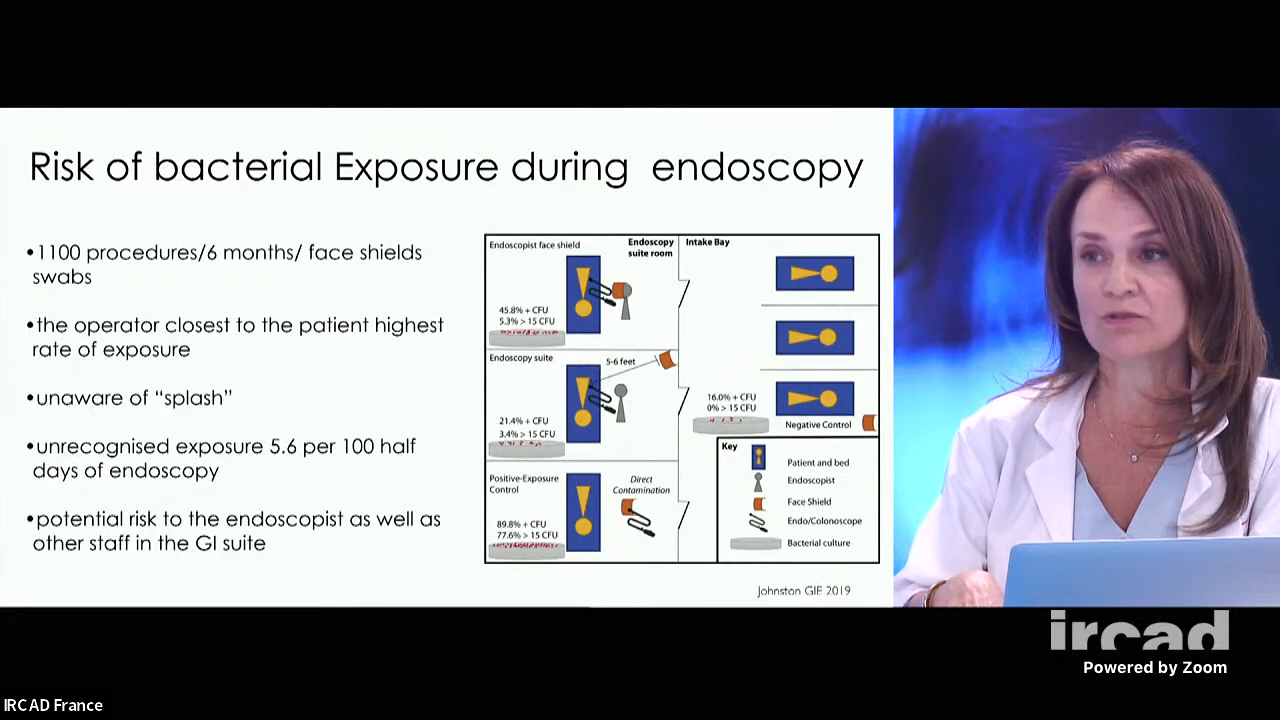 Risk of bacterial Exposure during endoscopy
•1100 procedures/6 months/ face shields
swabs
•the operator closest to the patient highest
rate of exposure
•unaware of “splash”
•unrecognised exposure 5.6 per 100 half
days of endoscopy
•potential risk to the endoscopist as well as
other staff in the GI suite
Endoscopist face shield
Endoscopy
suite room
45.8% + CFU
5.3% > 15 CFU
Endoscopy suite
5-6 feet
21.4% + CFU
3.4% > 15 CFU
Positive-Exposure
Control
Direct
Contamination
89.8% + CFU
77.6% > 15 CFU
Intake Bay
16.0% + CFU
0% > 15 CFU
Negative Control
Key
Patient and bed
Endoscopist
Face Shield
Endo/Colonoscope
Bacterial culture
Johnston GIE 2019
ircad
Powered by Zoom
IRCAD France